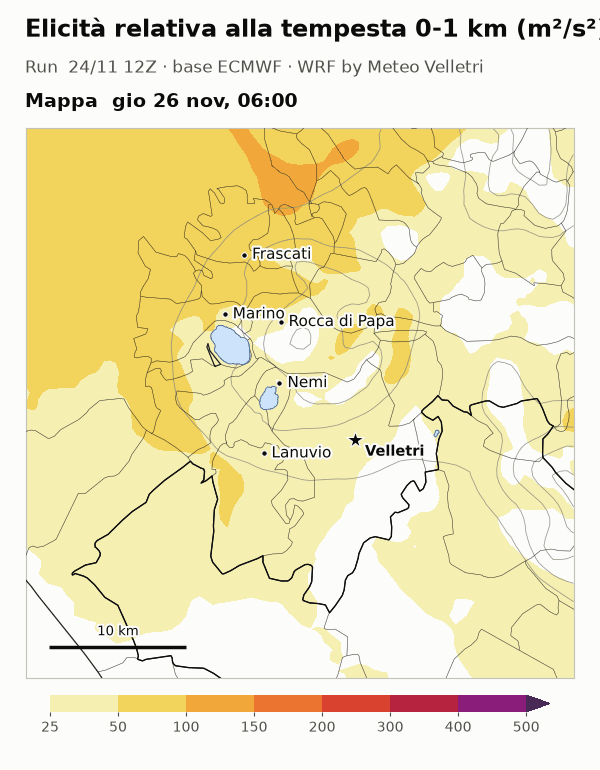 Elicità relativa alla tempesta 0-1 km (m²/s²)
Run 24/11 12Z · base ECMWF · WRF by Meteo Velletri
Mappa gio 26 nov, 06:00
Frascati
Marino
Rocca di Papa
Nemi
Lanuvio
Velletri
10 km
25 50 100 150 200 300 400 500